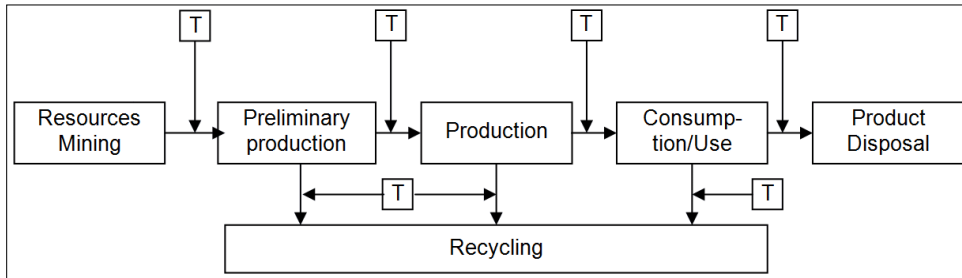 T
T
T
T
Resources
Mining
Preliminary
production
Production
Consump-
tion/Use
Product
Disposal
T
T
Recycling